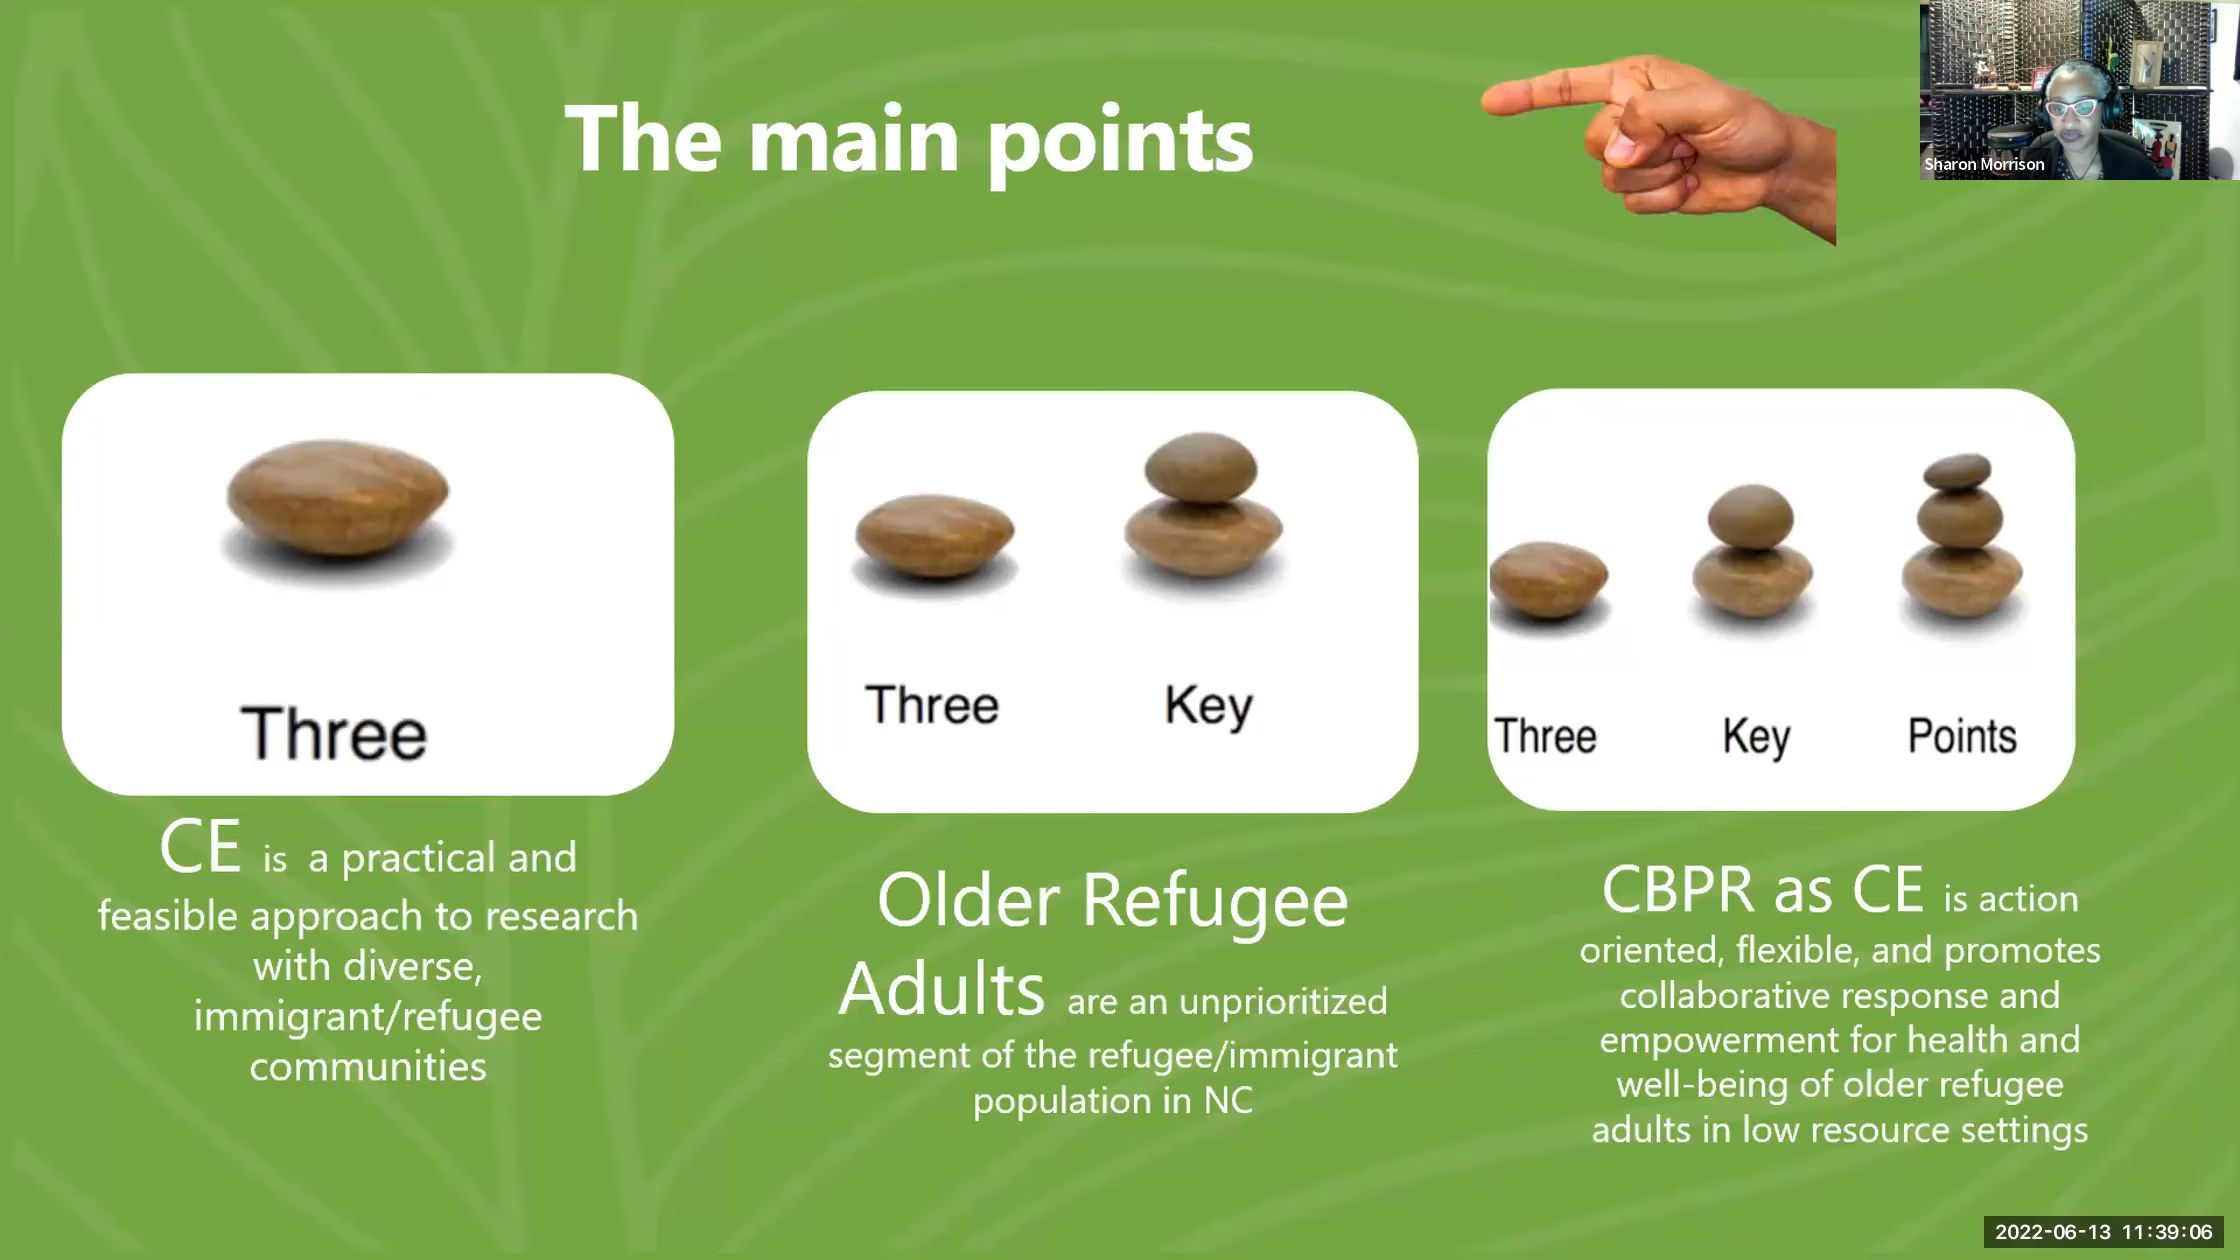 The main points
Sharon Morrison
Three
CE is a practical and
feasible approach to research
with diverse,
immigrant/refugee
communities
Three Key
Older Refugee
Adults are an unprioritized
segment of the refugee/immigrant
population in NC
Three Key Points
CBPR as CE is action
oriented, flexible, and promotes
collaborative response and
empowerment for health and
well-being of older refugee
adults in low resource settings
2022-06-13 11:39:06